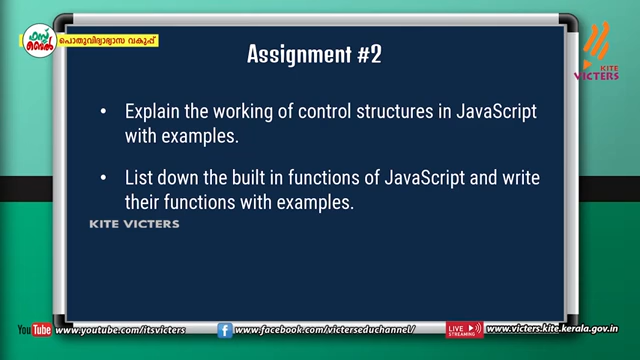 ഫസ്റ്റ് ബെൽ
പൊതുവിദ്യാഭ്യാസ വകുപ്പ്
KITE
VICTERS
Assignment #2
• Explain the working of control structures in JavaScript
with examples.
• List down the built in functions of JavaScript and write
their functions with examples.
KITE VICTERS
YouTube www.youtube.com/itsvicters
f www.facebook.com/victerseduchannel/
LIVE STREAMING www.victers.kite.kerala.gov.in